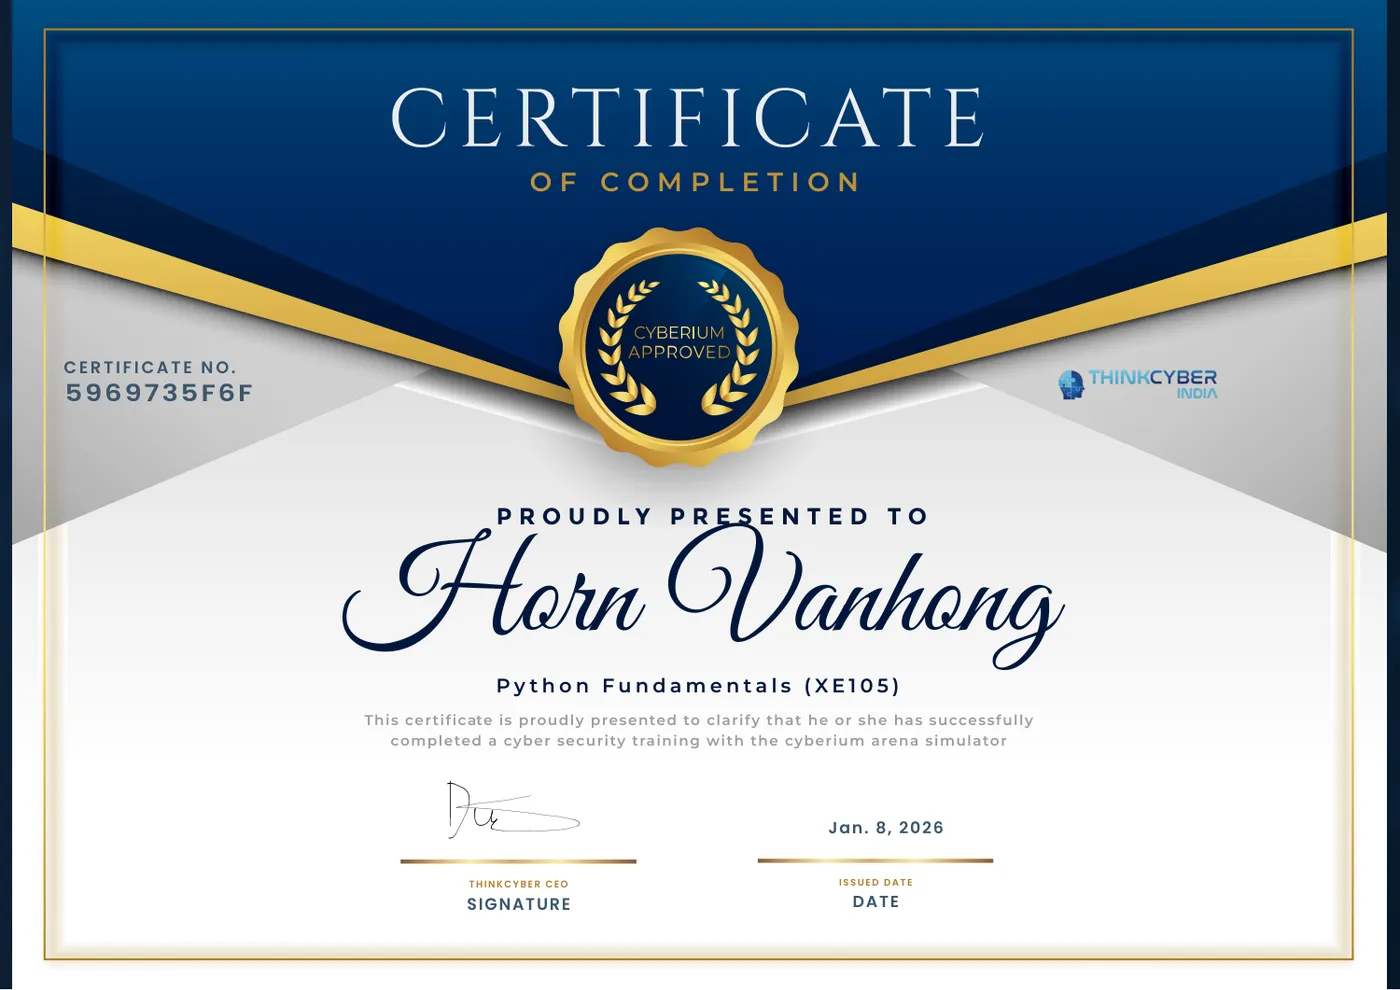 CERTIFICATE
OF COMPLETION
CYBERIUM
APPROVED
CERTIFICATE NO.
5969735F6F
THINKCYBER
INDIA
PROUDLY PRESENTED TO
Horn Vanhong
Python Fundamentals (XE105)
This certificate is proudly presented to clarify that he or she has successfully
completed a cyber security training with the cyberium arena simulator
Jan. 8, 2026
THINKCYBER CEO
SIGNATURE
ISSUED DATE
DATE